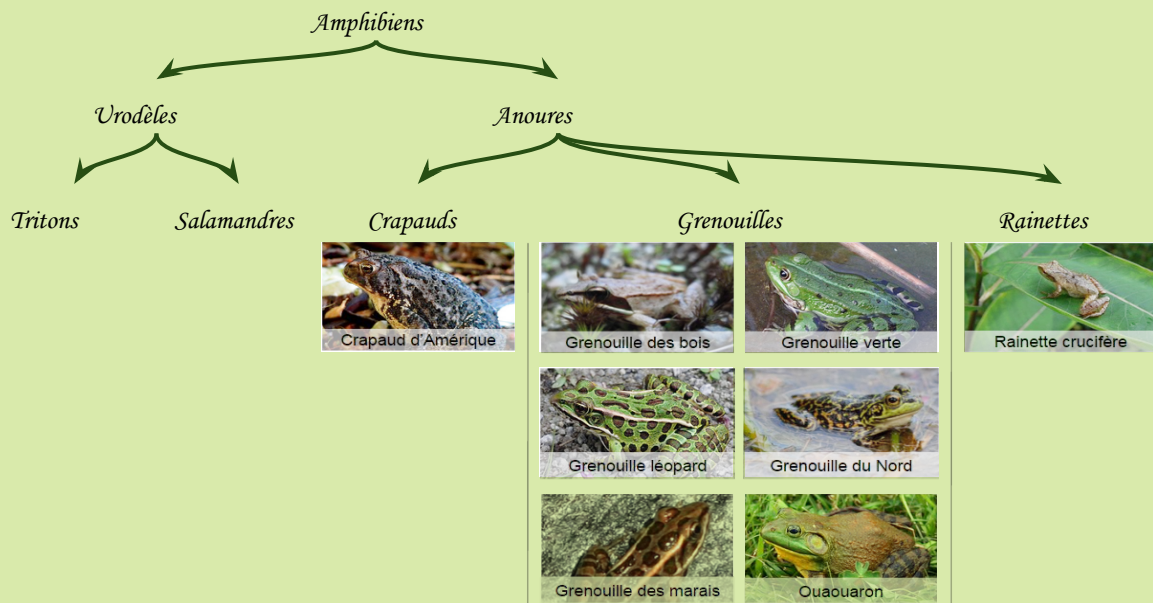 Amphibiens
Urodèles
Anoures
Tritons
Salamandres
Crapauds
Grenouilles
Rainettes
Crapaud d'Amérique
Grenouille des bois
Grenouille verte
Rainette crucifère
Grenouille léopard
Grenouille du Nord
Grenouille des marais
Ouaouaron